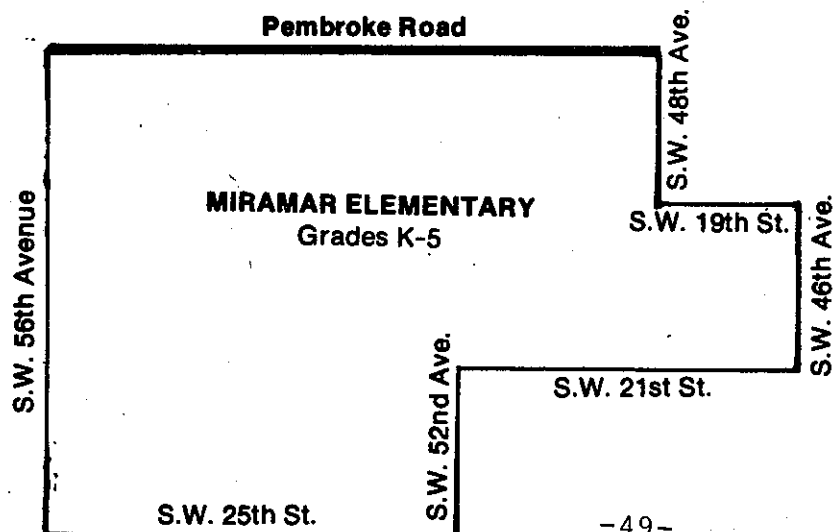 Pembroke Road
S.W. 48th Ave.
S.W. 56th Avenue
MIRAMAR ELEMENTARY
Grades K-5
S.W. 19th St.
S.W. 46th Ave.
S.W. 52nd Ave.
S.W. 21st St.
S.W. 25th St.
-49-